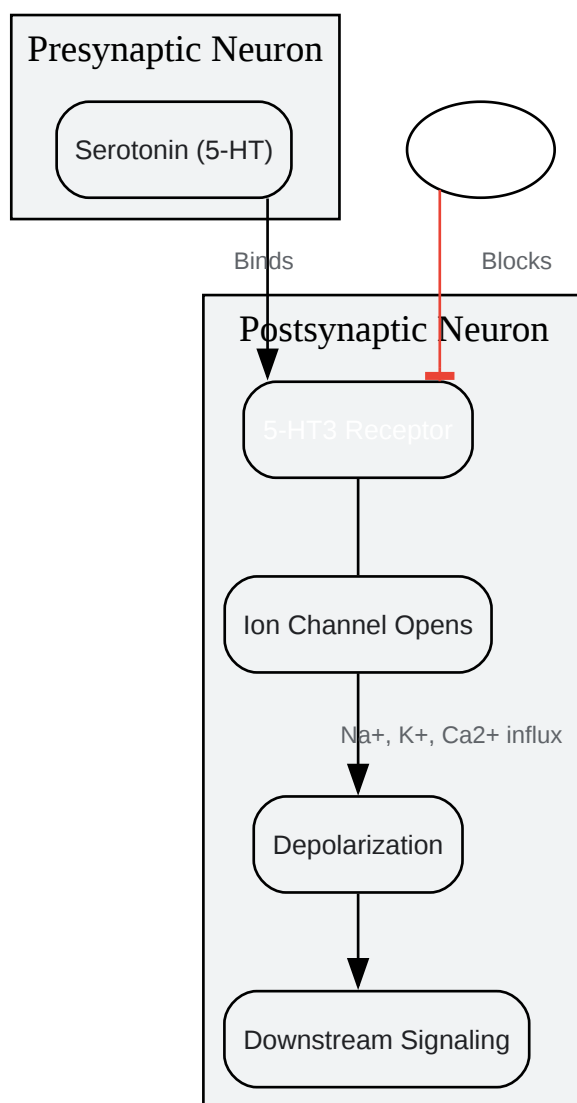 Presynaptic Neuron
Serotonin (5-HT)
Binds
Blocks
Postsynaptic Neuron
5-HT3 Receptor
Ion Channel Opens
Na+, K+, Ca2+ influx
Depolarization
Downstream Signaling